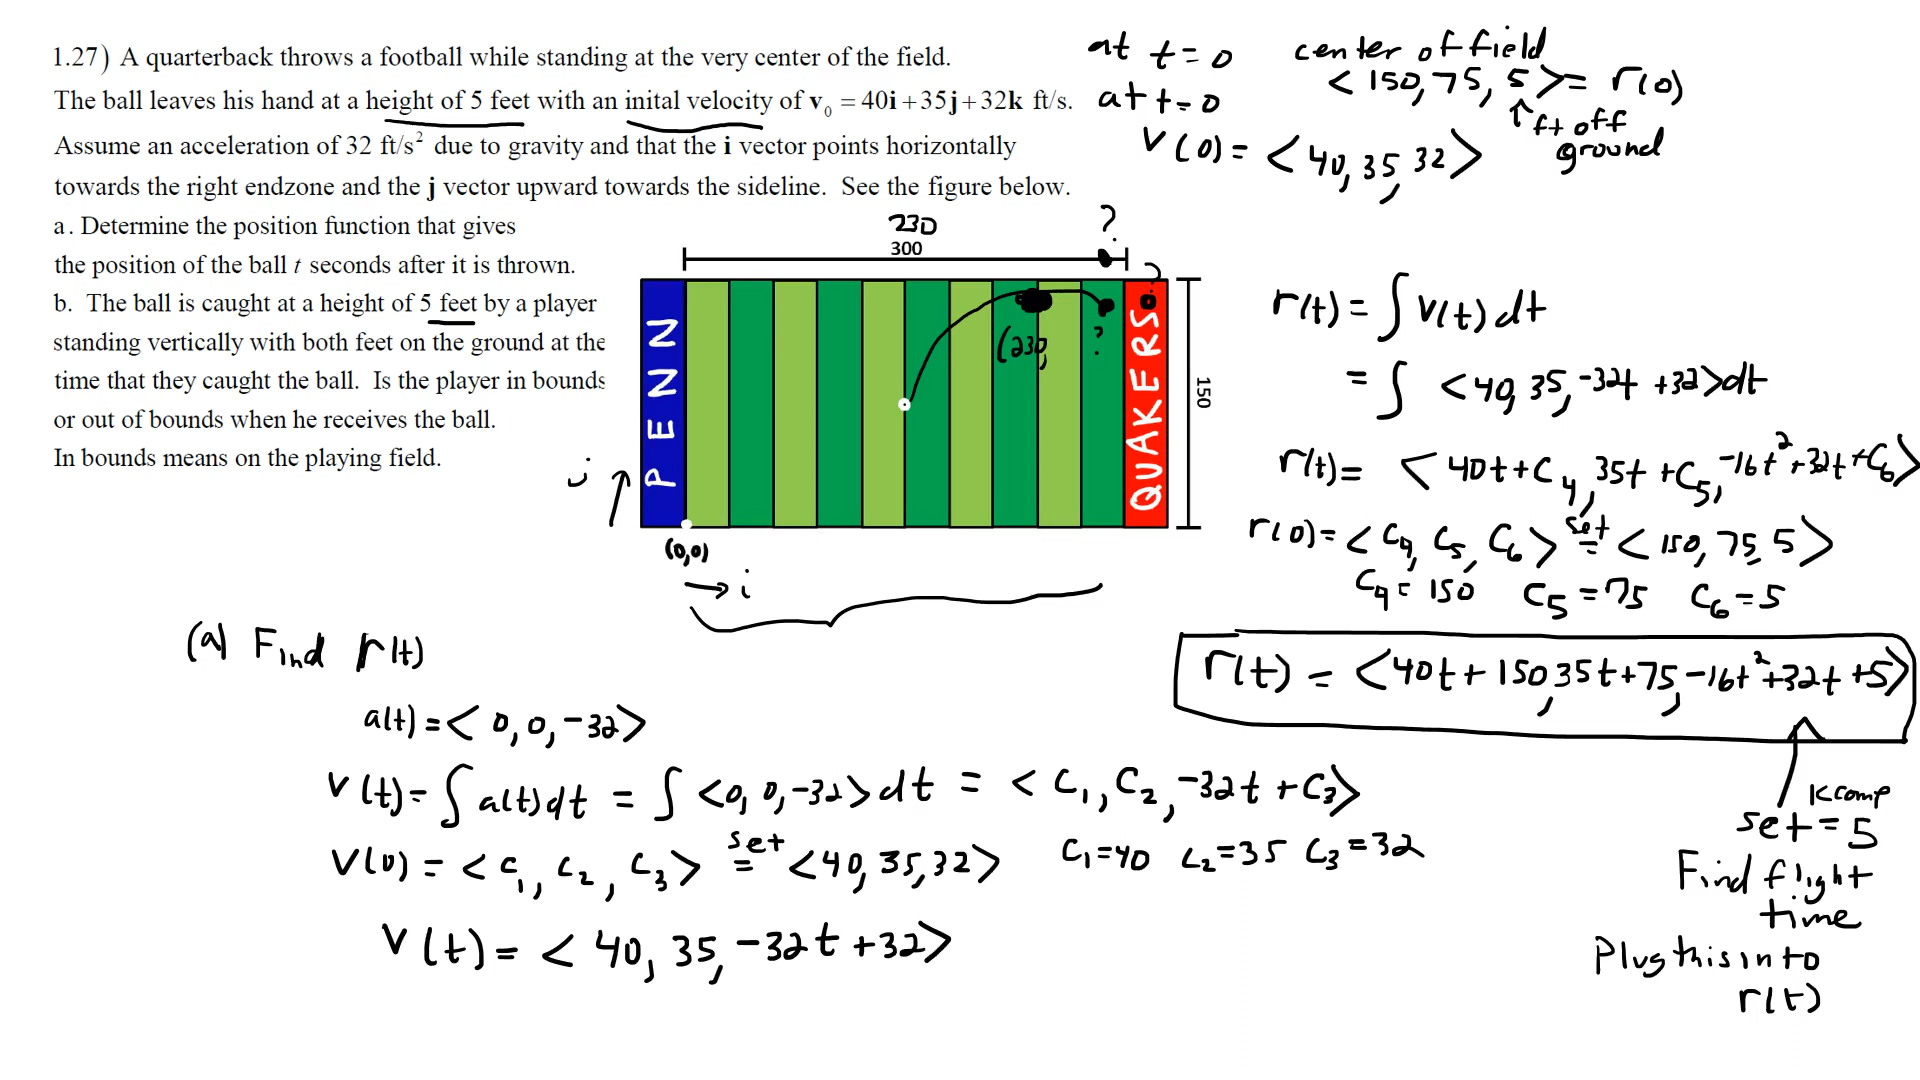 1.27) A quarterback throws a football while standing at the very center of the field.
The ball leaves his hand at a height of 5 feet with an inital velocity of v₀ = 40i + 35j + 32k ft/s.
Assume an acceleration of 32 ft/s² due to gravity and that the i vector points horizontally
towards the right endzone and the j vector upward towards the sideline. See the figure below.
a. Determine the position function that gives
the position of the ball t seconds after it is thrown.
b. The ball is caught at a height of 5 feet by a player
standing vertically with both feet on the ground at the
time that they caught the ball. Is the player in bounds
or out of bounds when he receives the ball.
In bounds means on the playing field.
at t = 0 center of field
< 150, 75, 5 > = r(0)
at t = 0
↑ ft off
ground
v(0) = < 40, 35, 32 >
230
?
300
PENN
QUAKERS
?
(230,
?
150
j
(0,0)
→ i
r(t) = ∫ v(t) dt
= ∫ < 40, 35, -32t + 32 > dt
r(t) = < 40t + C₄, 35t + C₅, -16t² + 32t + C₆ >
r(0) = < C₄, C₅, C₆ > set = < 150, 75, 5 >
C₄ = 150 C₅ = 75 C₆ = 5
r(t) = < 40t + 150, 35t + 75, -16t² + 32t + 5 >
K comp
set = 5
Find flight
time
Plug this into
r(t)
(a) Find r(t)
a(t) = < 0, 0, -32 >
v(t) = ∫ a(t) dt = ∫ < 0, 0, -32 > dt = < C₁, C₂, -32t + C₃ >
v(0) = < C₁, C₂, C₃ > set = < 40, 35, 32 > C₁ = 40 C₂ = 35 C₃ = 32
v(t) = < 40, 35, -32t + 32 >